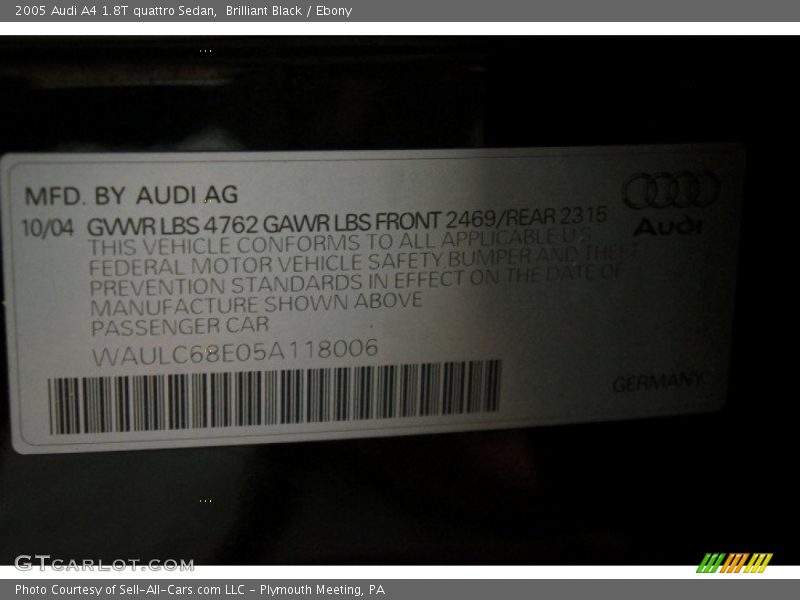 2005 Audi A4 1.8T quattro Sedan, Brilliant Black / Ebony
MFD. BY AUDI AG
10/04 GVWR LBS 4762 GAWR LBS FRONT 2469/REAR 2315
THIS VEHICLE CONFORMS TO ALL APPLICABLE U.S.
FEDERAL MOTOR VEHICLE SAFETY, BUMPER AND THEFT
PREVENTION STANDARDS IN EFFECT ON THE DATE OF
MANUFACTURE SHOWN ABOVE
PASSENGER CAR
WAULC68E05A118006
Audi
GERMANY
GTCARLOT.COM
Photo Courtesy of Sell-All-Cars.com LLC - Plymouth Meeting, PA